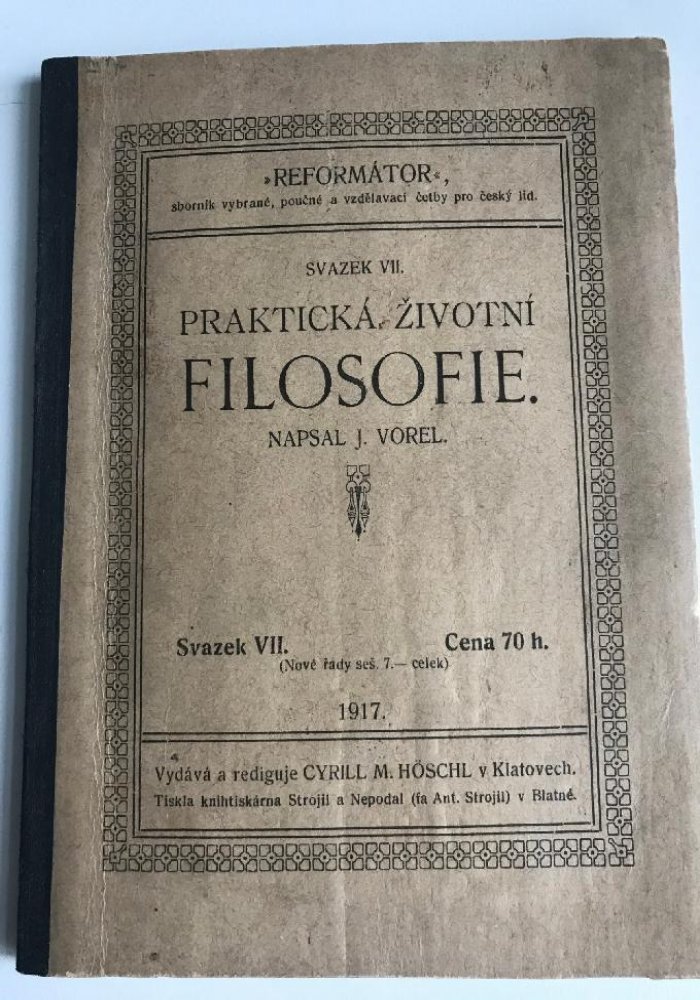 »REFORMÁTOR«,
sborník vybrané, poučné a vzdělávací četby pro český lid.
SVAZEK VII.
PRAKTICKÁ ŽIVOTNÍ
FILOSOFIE.
NAPSAL J. VOREL.
Svazek VII. Cena 70 h.
(Nové řady seš. 7.— celek)
1917.
Vydává a rediguje CYRILL M. HÖSCHL v Klatovech.
Tiskla knihtiskárna Strojil a Nepodal (fa Ant. Strojil) v Blatné.